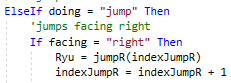 ElseIf doing = "jump" Then
'jumps facing right
If facing = "right" Then
Ryu = jumpR(indexJumpR)
indexJumpR = indexJumpR + 1